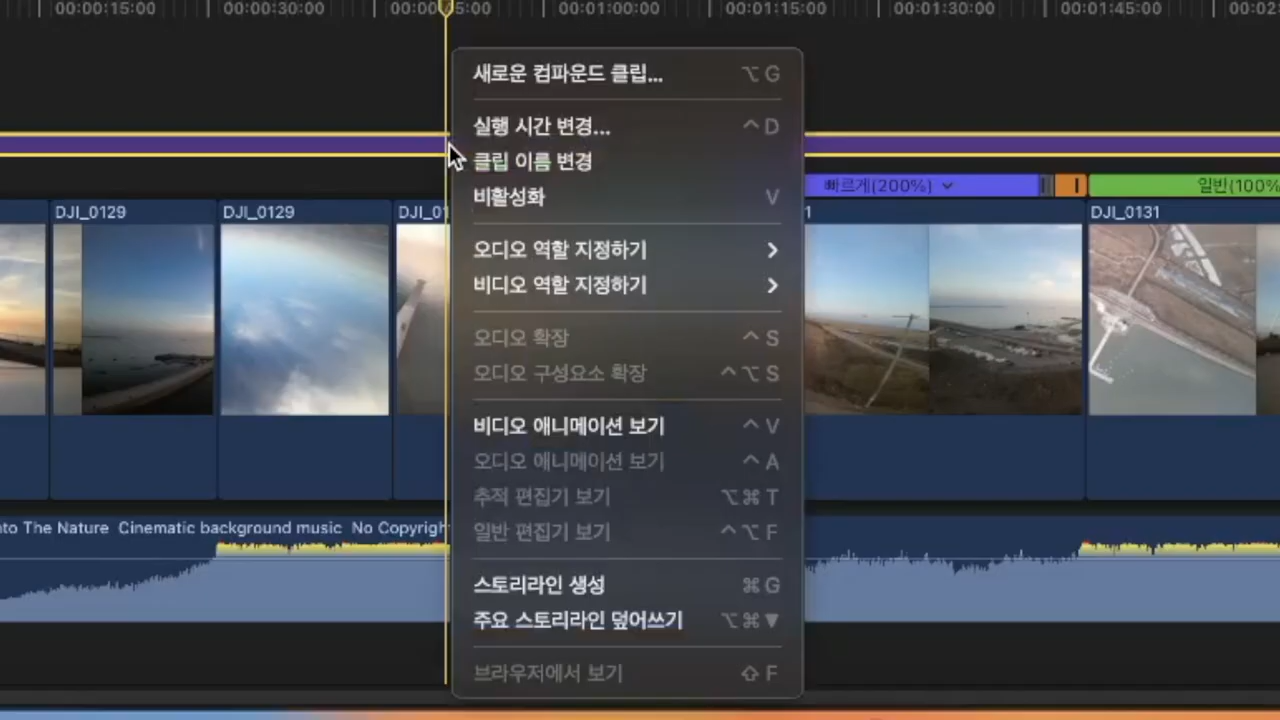 00:00:15:00 00:00:30:00 00:01:00:00 00:01:15:00 00:01:30:00 00:01:45:00
새로운 컴파운드 클립... ⌥ G
실행 시간 변경... ^ D
클립 이름 변경
비활성화 V
빠르게(200%) 일반(100%
DJI_0129 DJI_0129 DJI_01 1 DJI_0131
오디오 역할 지정하기 >
비디오 역할 지정하기 >
오디오 확장 ^ S
오디오 구성요소 확장 ^ ⌥ S
비디오 애니메이션 보기 ^ V
오디오 애니메이션 보기 ^ A
추적 편집기 보기 ⌥ ⌘ T
일반 편집기 보기 ^ ⌥ F
nto The Nature Cinematic background music No Copyrigh
스토리라인 생성 ⌘ G
주요 스토리라인 덮어쓰기 ⌥ ⌘ ▼
브라우저에서 보기 ⇧ F